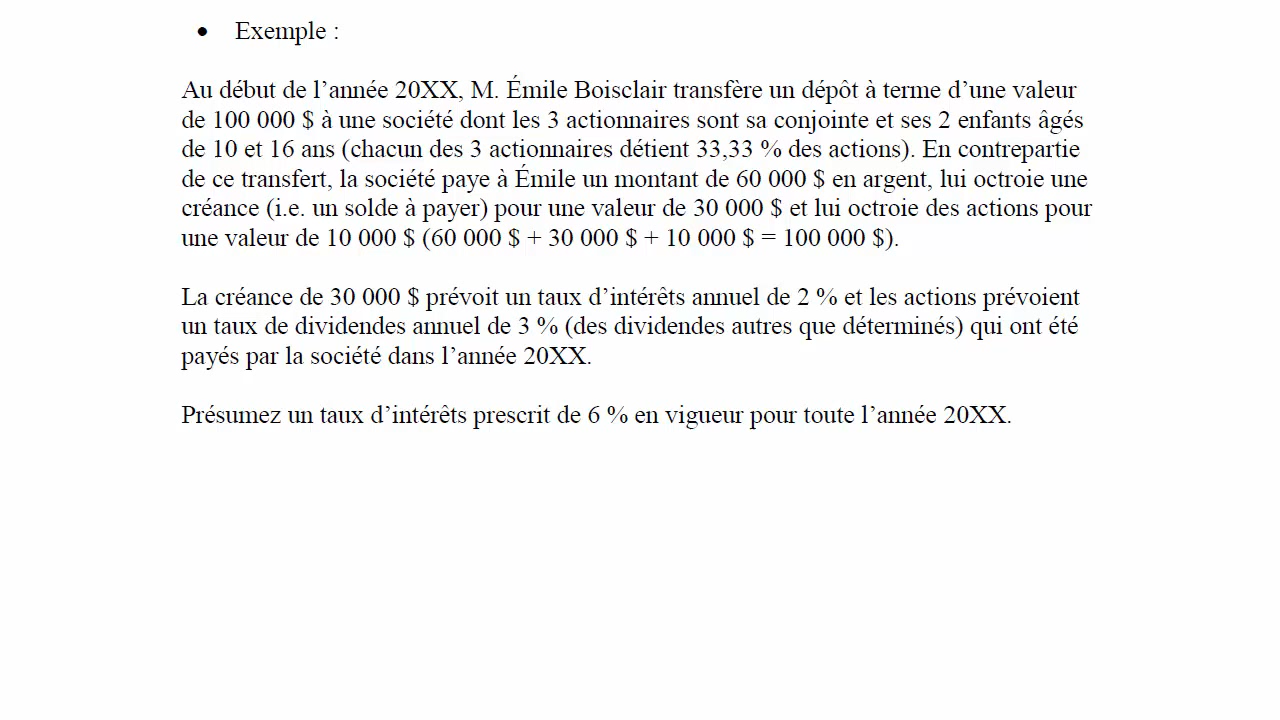 • Exemple :
Au début de l’année 20XX, M. Émile Boisclair transfère un dépôt à terme d’une valeur
de 100 000 $ à une société dont les 3 actionnaires sont sa conjointe et ses 2 enfants âgés
de 10 et 16 ans (chacun des 3 actionnaires détient 33,33 % des actions). En contrepartie
de ce transfert, la société paye à Émile un montant de 60 000 $ en argent, lui octroie une
créance (i.e. un solde à payer) pour une valeur de 30 000 $ et lui octroie des actions pour
une valeur de 10 000 $ (60 000 $ + 30 000 $ + 10 000 $ = 100 000 $).
La créance de 30 000 $ prévoit un taux d’intérêts annuel de 2 % et les actions prévoient
un taux de dividendes annuel de 3 % (des dividendes autres que déterminés) qui ont été
payés par la société dans l’année 20XX.
Présumez un taux d’intérêts prescrit de 6 % en vigueur pour toute l’année 20XX.